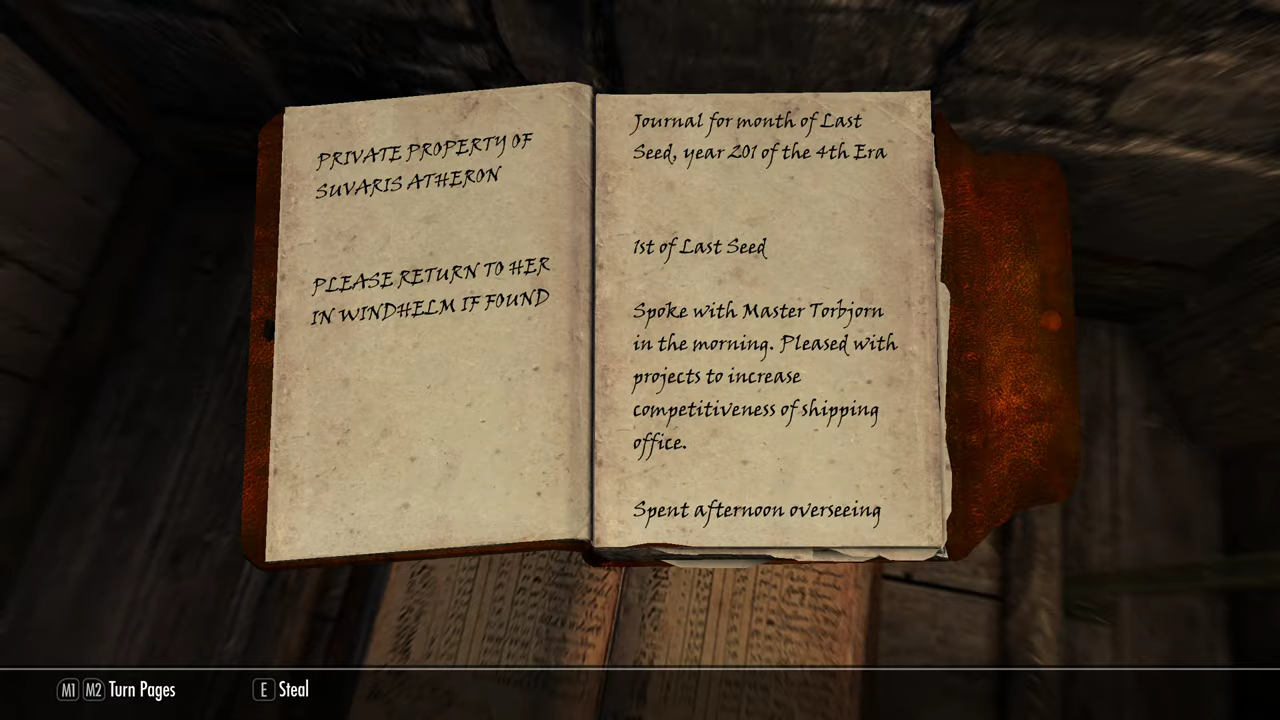 PRIVATE PROPERTY OF
SUVARIS ATHERON
PLEASE RETURN TO HER
IN WINDHELM IF FOUND
Journal for month of Last
Seed, year 201 of the 4th Era
1st of Last Seed
Spoke with Master Torbjorn
in the morning. Pleased with
projects to increase
competitiveness of shipping
office.
Spent afternoon overseeing
M1 M2 Turn Pages
E Steal